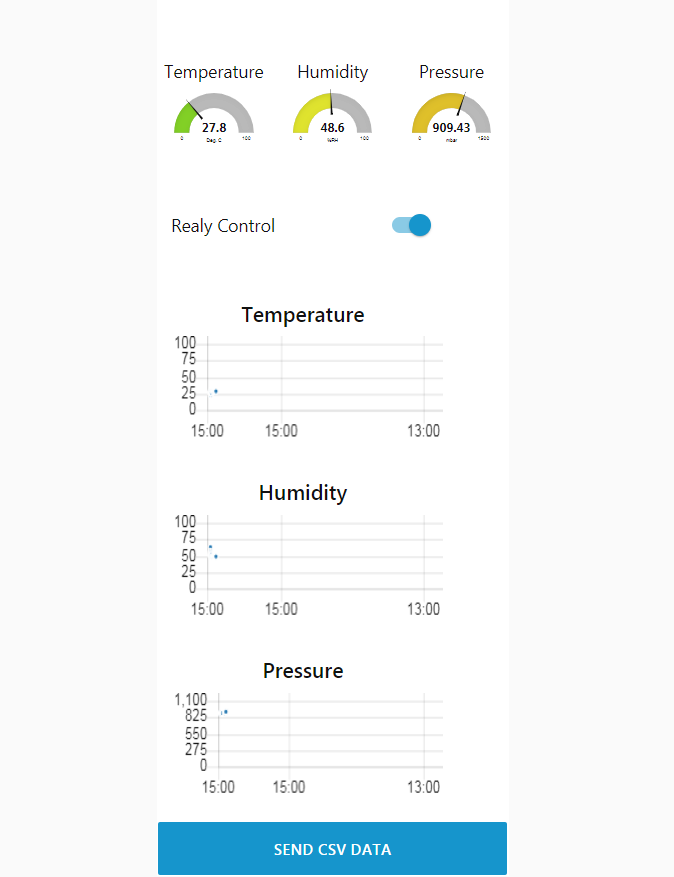 Temperature Humidity Pressure
27.8 48.6 909.43
0 Deg. C 100 0 %RH 100 0 mbar 1500
Realy Control
Temperature
100
75
50
25
0
15:00 15:00 13:00
Humidity
100
75
50
25
0
15:00 15:00 13:00
Pressure
1,100
825
550
275
0
15:00 15:00 13:00
SEND CSV DATA